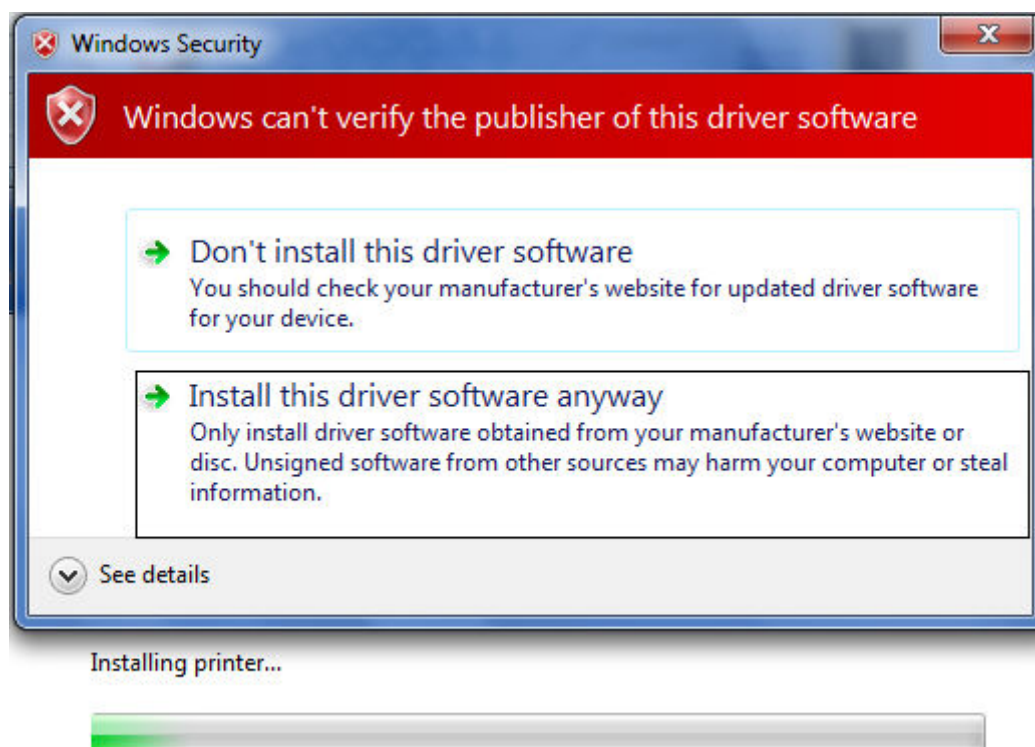 Windows Security
Windows can't verify the publisher of this driver software
Don't install this driver software
You should check your manufacturer's website for updated driver software
for your device.
Install this driver software anyway
Only install driver software obtained from your manufacturer's website or
disc. Unsigned software from other sources may harm your computer or steal
information.
See details
Installing printer...